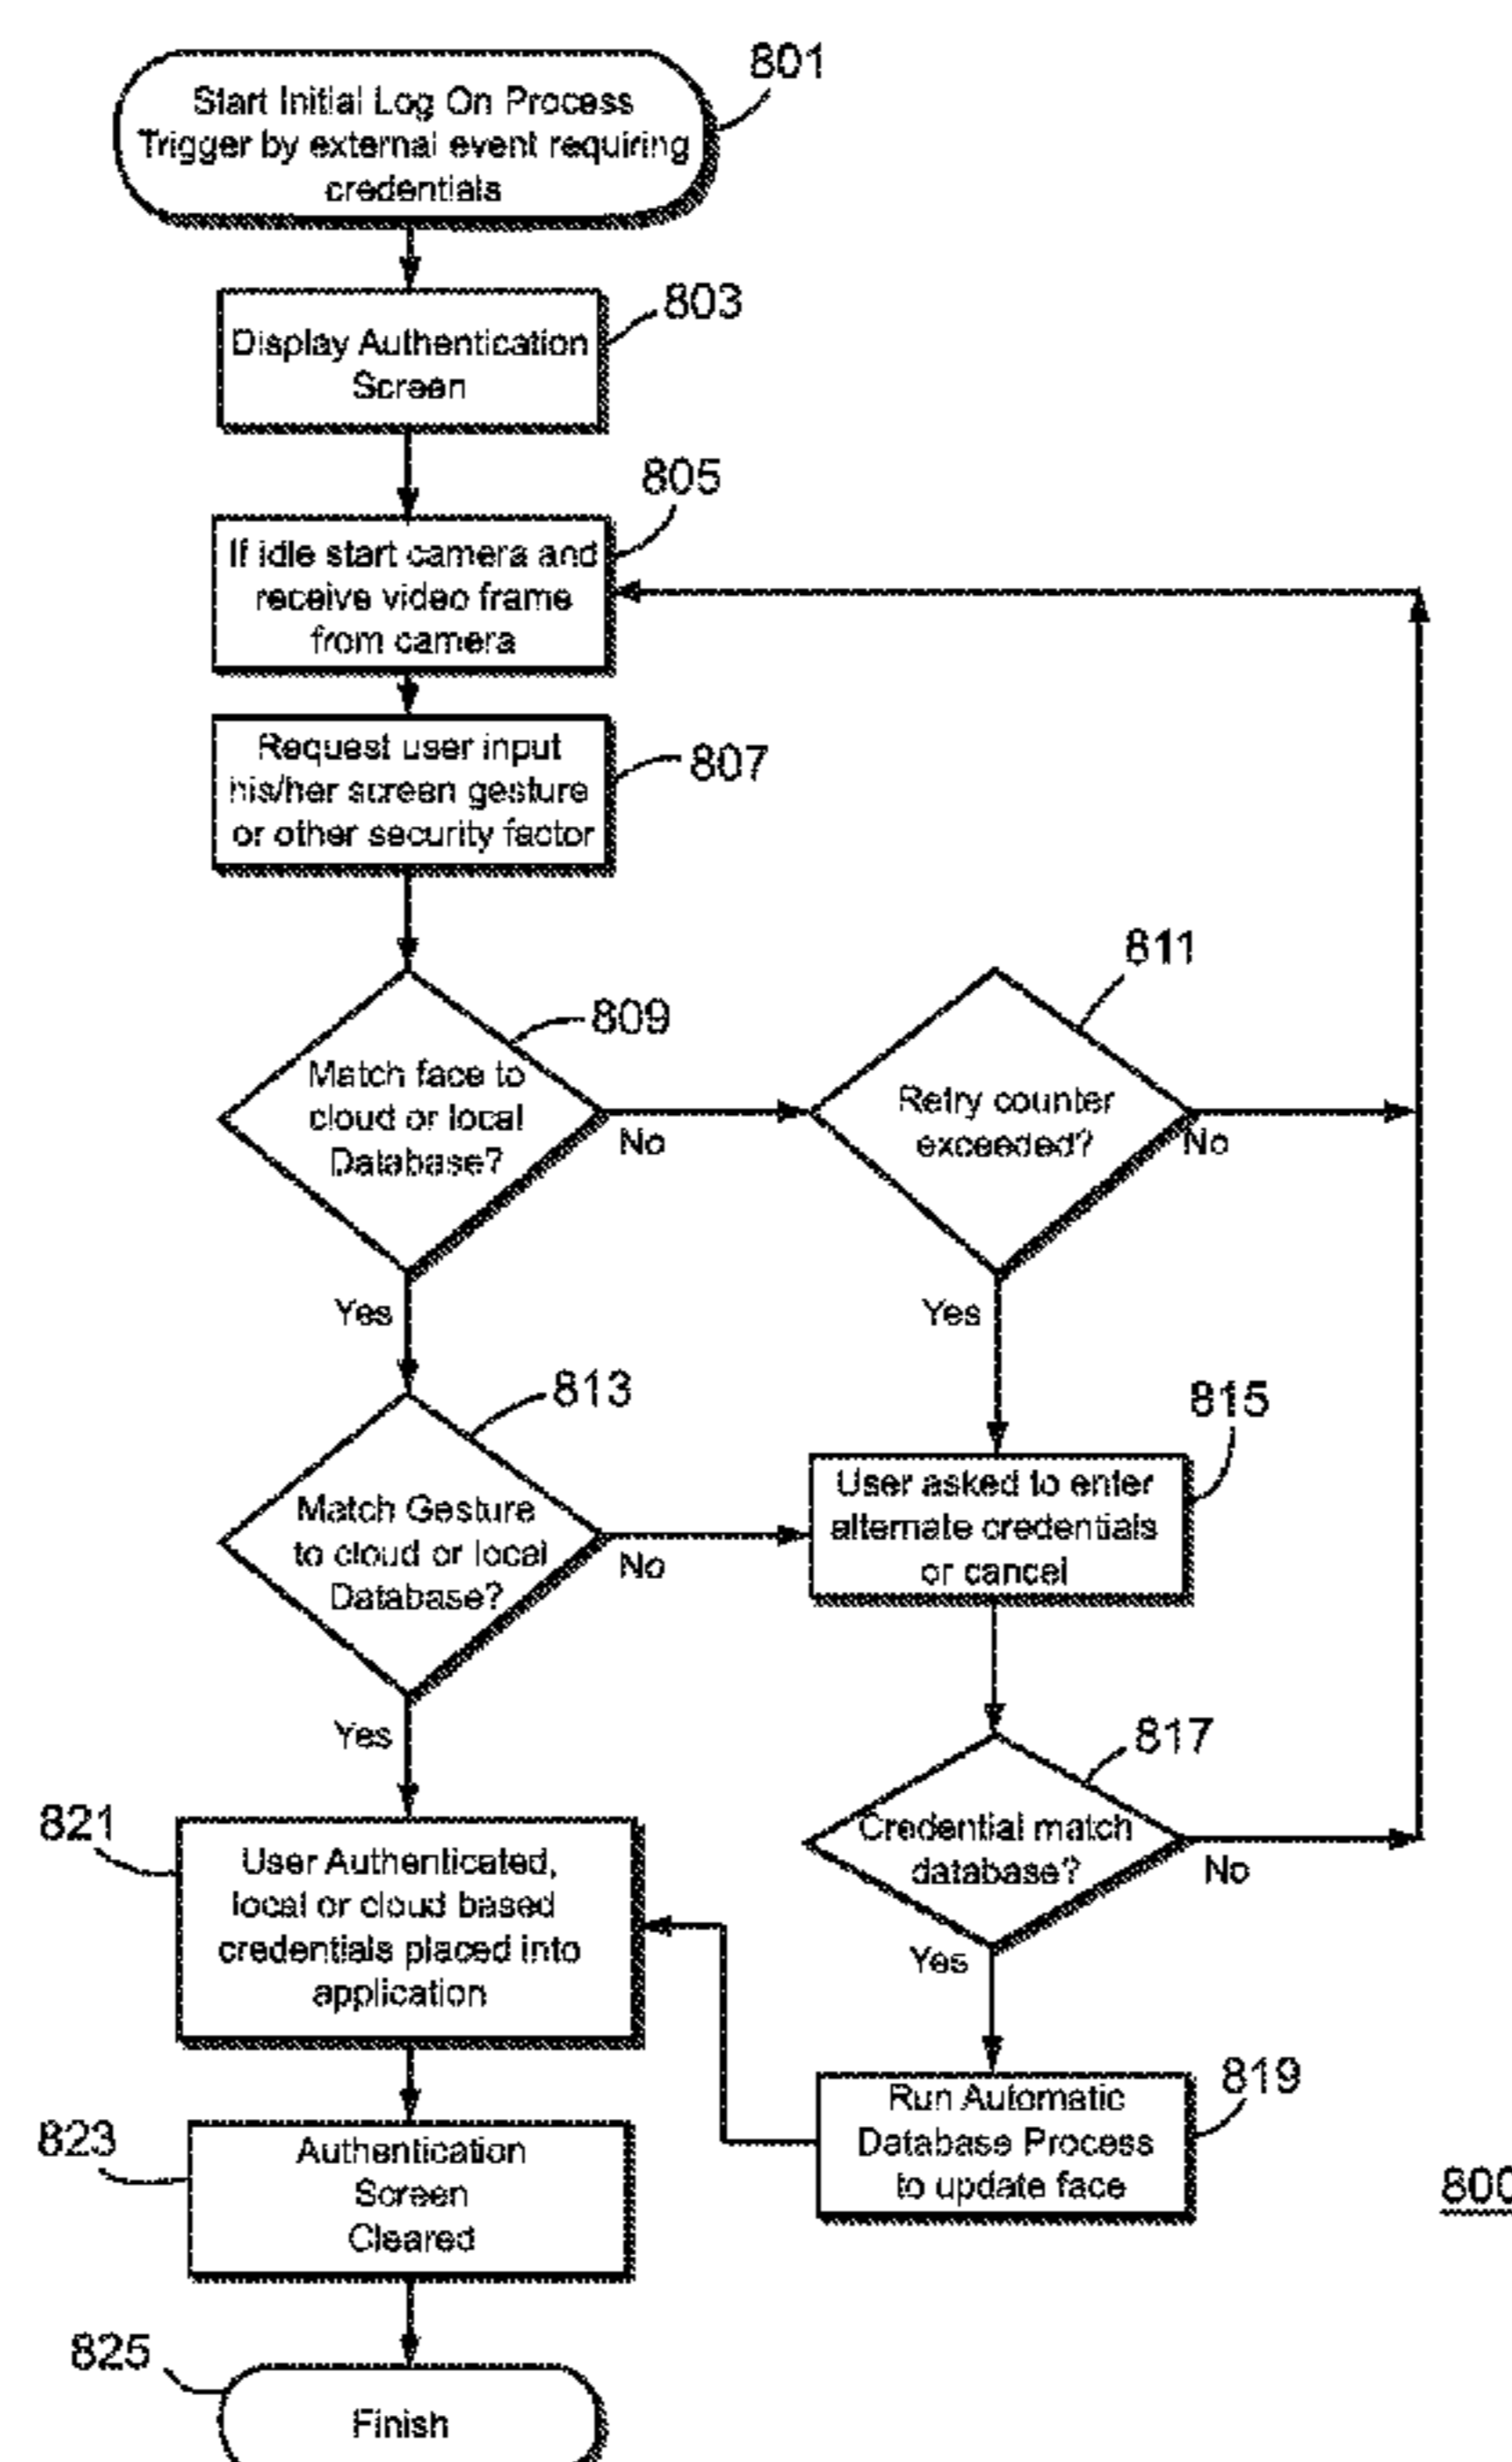 801
Start Initial Log On Process
Trigger by external event requiring
credentials
803
Display Authentication
Screen
805
If idle start camera and
receive video frame
from camera
807
Request user input
his/her screen gesture
or other security factor
809
Match face to
cloud or local
Database?
No
Yes
811
Retry counter
exceeded?
No
Yes
813
Match Gesture
to cloud or local
Database?
No
Yes
815
User asked to enter
alternate credentials
or cancel
817
Credential match
database?
No
Yes
821
User Authenticated,
local or cloud based
credentials placed into
application
819
Run Automatic
Database Process
to update face
823
Authentication
Screen
Cleared
800
825
Finish